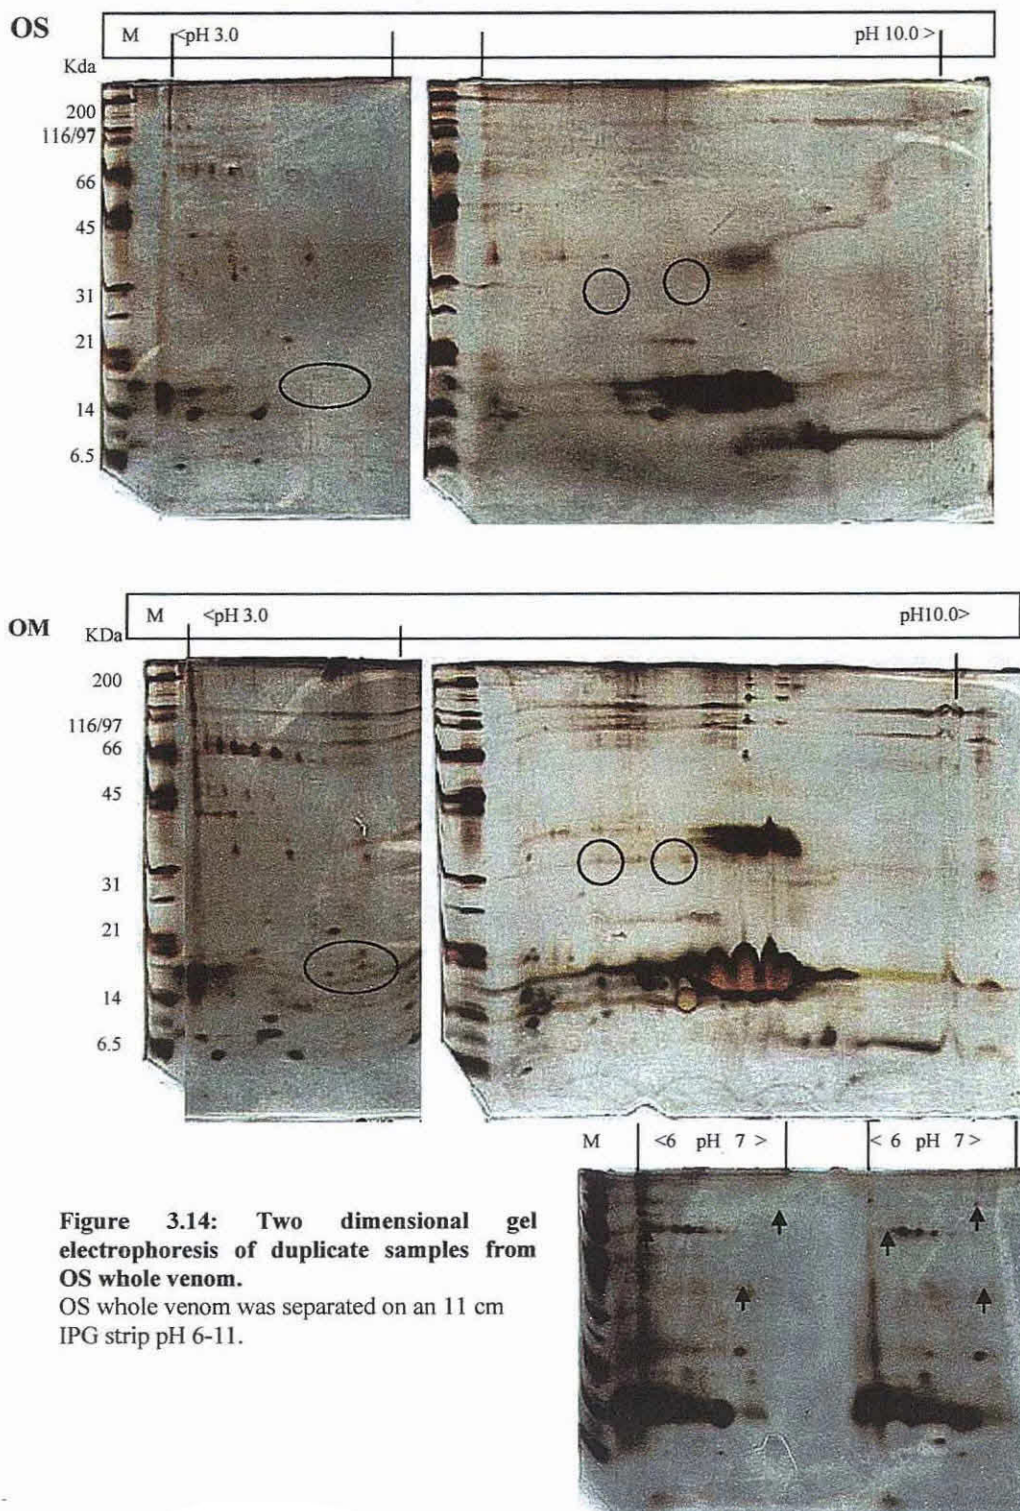 OS
M <pH 3.0 pH 10.0 >
Kda
200
116/97
66
45
31
21
14
6.5
OM
M <pH 3.0 pH10.0>
KDa
200
116/97
66
45
31
21
14
6.5
M <6 pH 7 > < 6 pH 7>
Figure 3.14: Two dimensional gel
electrophoresis of duplicate samples from
OS whole venom.
OS whole venom was separated on an 11 cm
IPG strip pH 6-11.